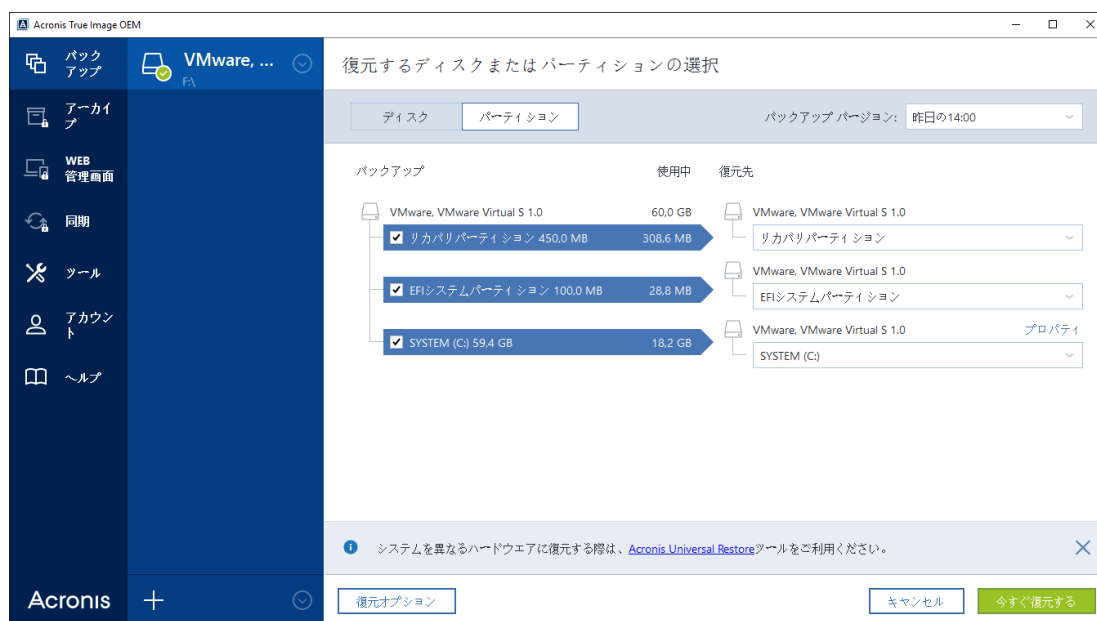 Acronis True Image OEM
バックアップ
VMware, ...
F:\
アーカイブ
WEB
管理画面
同期
ツール
アカウント
ヘルプ
Acronis
復元するディスクまたはパーティションの選択
ディスク
パーティション
バックアップ バージョン:
昨日の14:00
バックアップ
使用中
復元先
VMware, VMware Virtual S 1.0
60,0 GB
VMware, VMware Virtual S 1.0
リカバリパーティション 450,0 MB
308,6 MB
リカバリパーティション
VMware, VMware Virtual S 1.0
EFIシステムパーティション 100,0 MB
28,8 MB
EFIシステムパーティション
VMware, VMware Virtual S 1.0
プロパティ
SYSTEM (C:) 59,4 GB
18,2 GB
SYSTEM (C:)
システムを異なるハードウエアに復元する際は、Acronis Universal Restoreツールをご利用ください。
復元オプション
キャンセル
今すぐ復元する